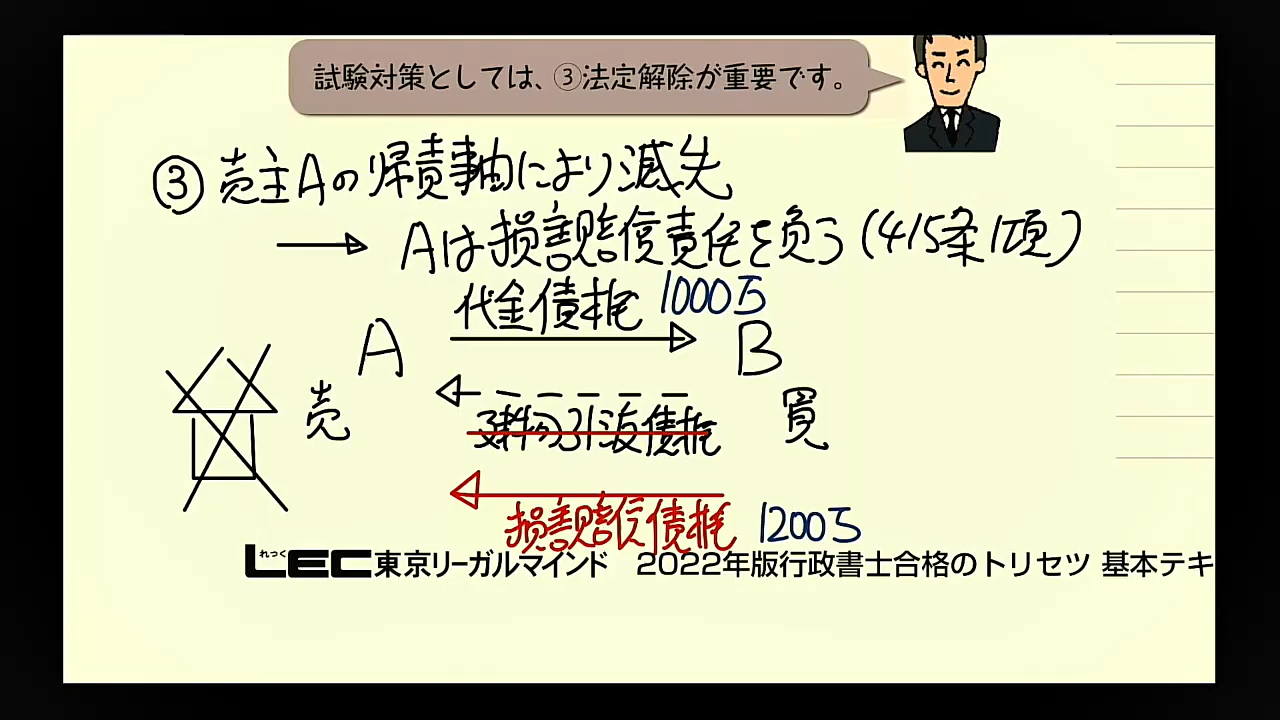 試験対策としては、③法定解除が重要です。
③ 売主Aの帰責事由により滅失
→ Aは損害賠償責任を負う(415条1項)
代金債権 1000万
A B
売 買
建物引渡債権
損害賠償債権 1200万
れっく
LEC東京リーガルマインド 2022年版行政書士合格のトリセツ 基本テキ